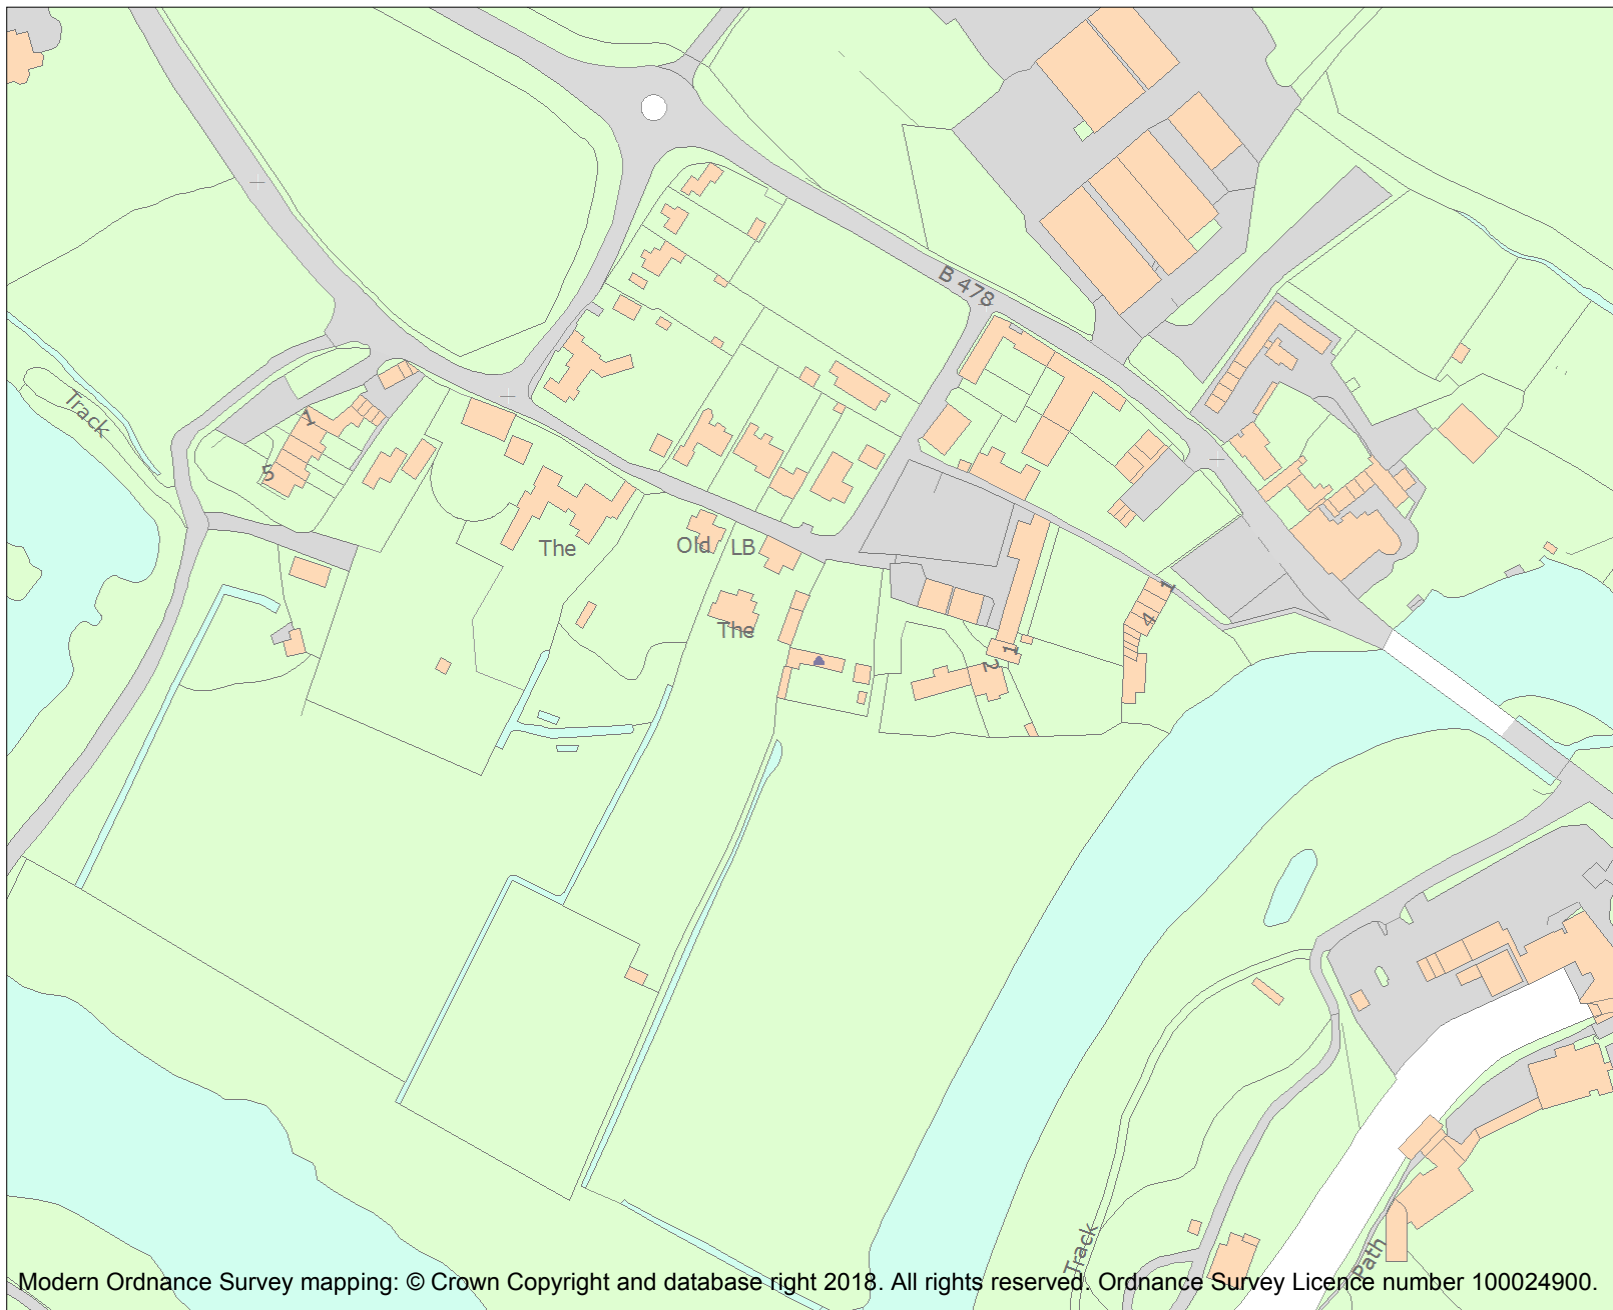 B 478
Track
1
5
The
Old
LB
The
1
4
1
2
Track
Path
Modern Ordnance Survey mapping: © Crown Copyright and database right 2018. All rights reserved. Ordnance Survey Licence number 100024900.